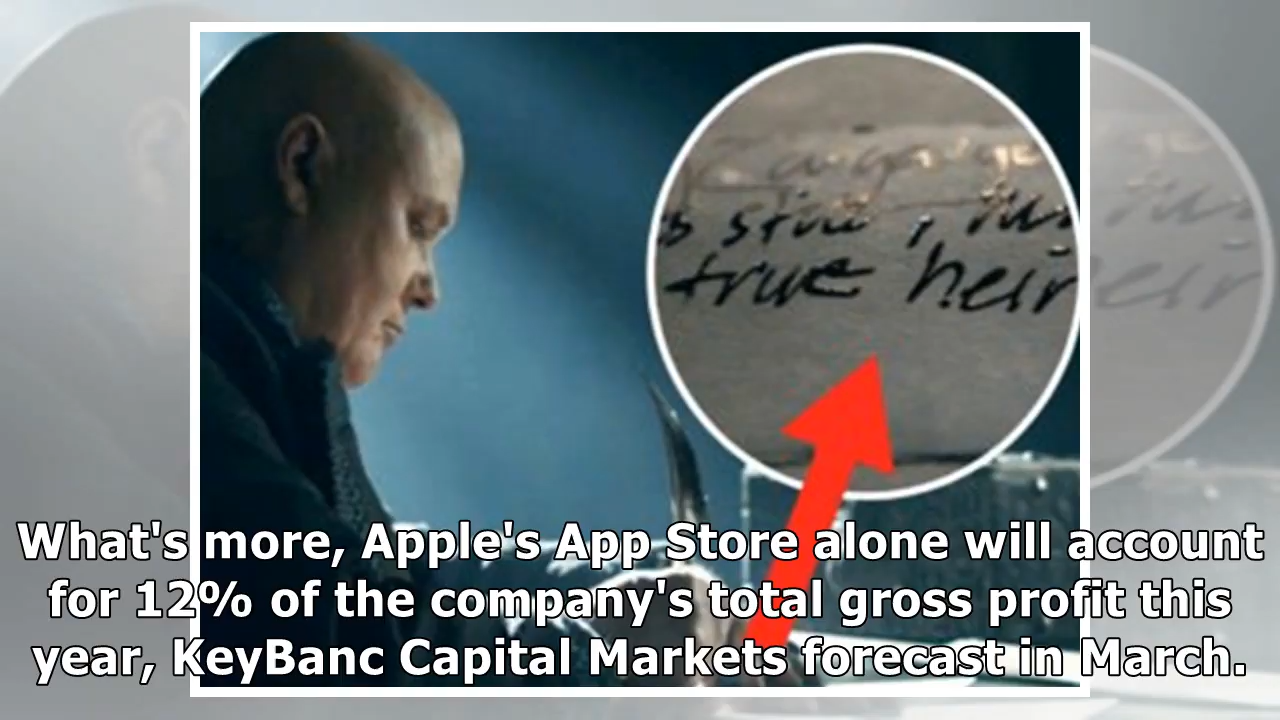 s still, 
true heir
What's more, Apple's App Store alone will account
for 12% of the company's total gross profit this
year, KeyBanc Capital Markets forecast in March.